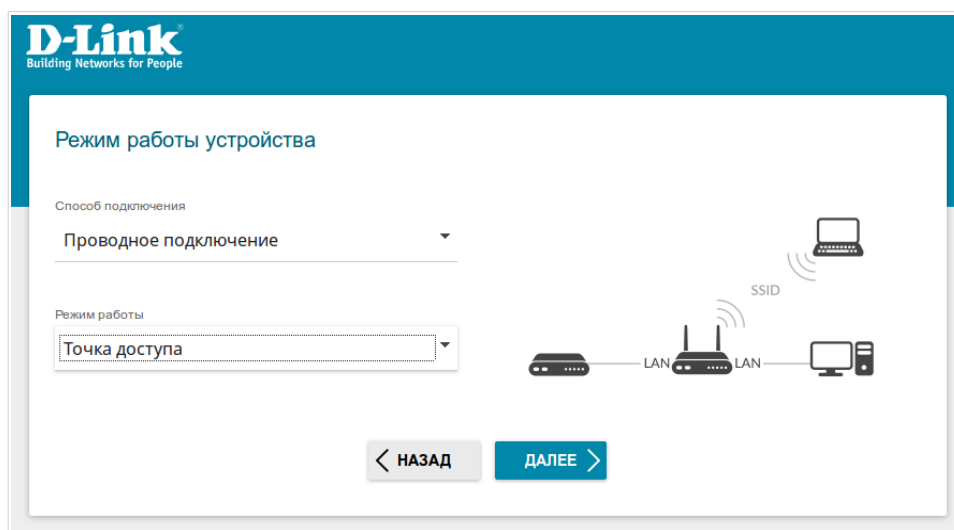 D-Link
Building Networks for People
Режим работы устройства
Способ подключения
Проводное подключение
Режим работы
Точка доступа
SSID
LAN
LAN
НАЗАД
ДАЛЕЕ